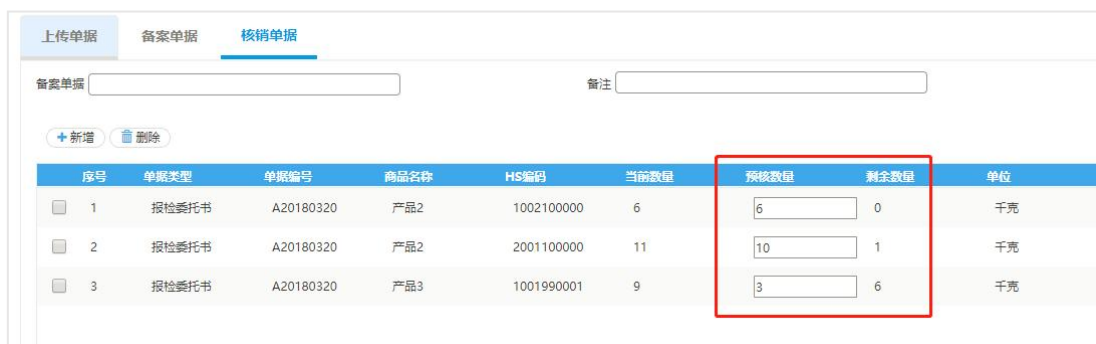 上传单据 备案单据 核销单据
备案单据 备注
新增 删除
序号 单据类型 单据编号 商品名称 HS编码 当前数量 预核数量 剩余数量 单位
1 报检委托书 A20180320 产品2 1002100000 6 6 0 千克
2 报检委托书 A20180320 产品2 2001100000 11 10 1 千克
3 报检委托书 A20180320 产品3 1001990001 9 3 6 千克